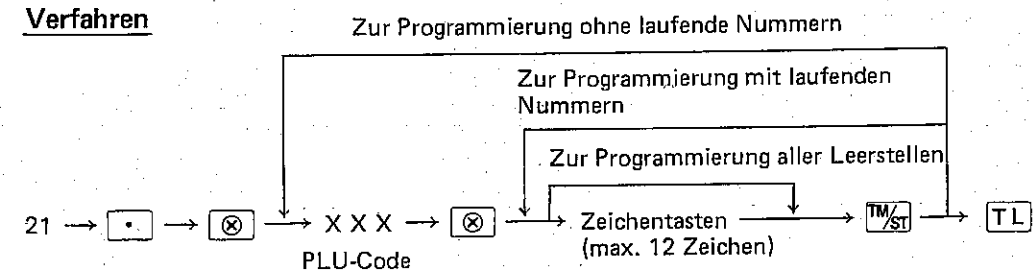 Verfahren
Zur Programmierung ohne laufende Nummern
Zur Programmierung mit laufenden
Nummern
Zur Programmierung aller Leerstellen
21 → [·] → [⊗] → X X X → [⊗] → Zeichentasten → [TM/ST] → [TL]
(max. 12 Zeichen)
PLU-Code